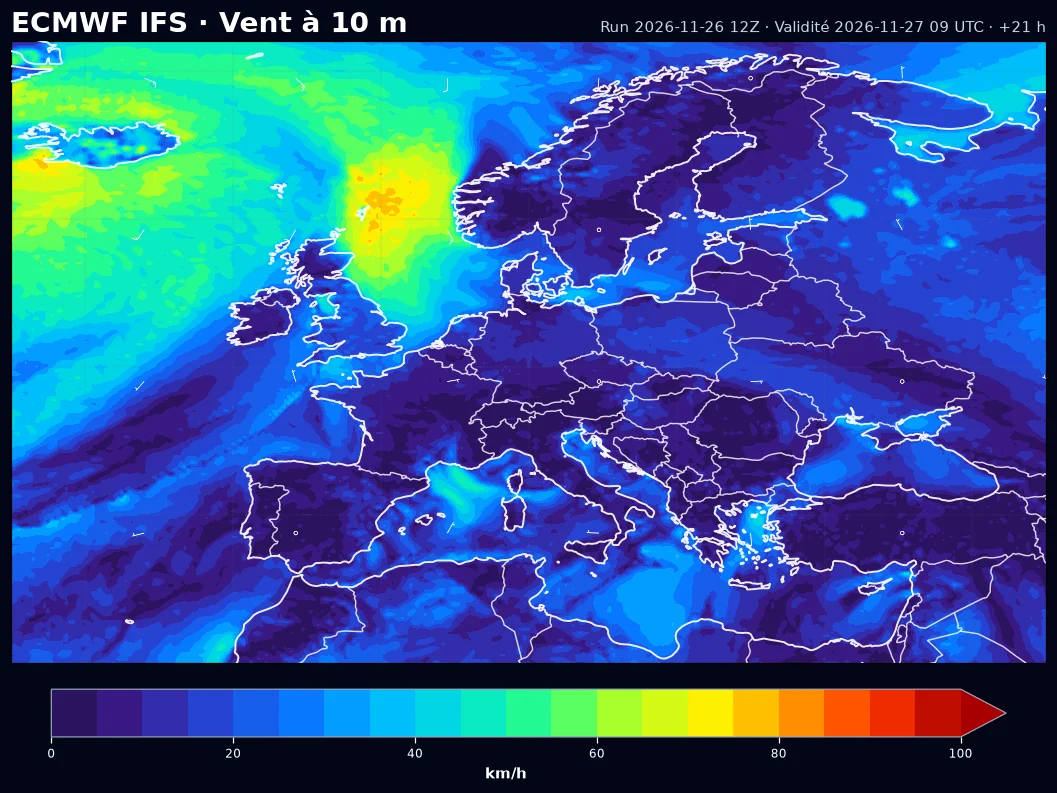 ECMWF IFS · Vent à 10 m
Run 2026-11-26 12Z · Validité 2026-11-27 09 UTC · +21 h
0 20 40 60 80 100
km/h